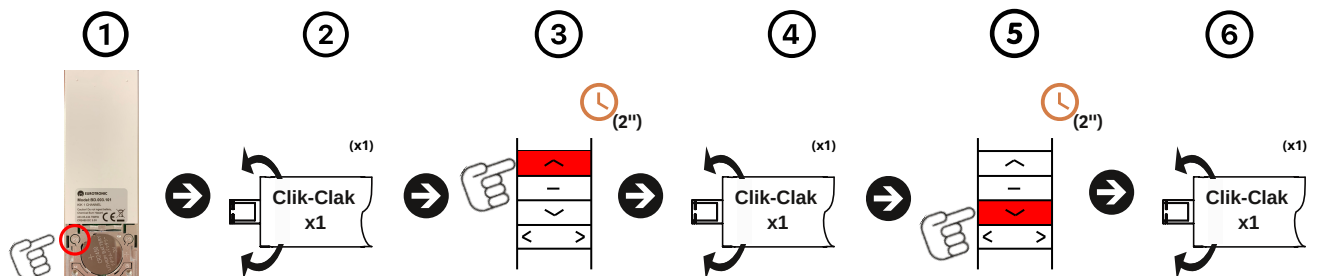 1
2
3
4
5
6
EUROTRONIC
(x1)
Clik-Clak
x1
(2'')
(x1)
Clik-Clak
x1
(2'')
(x1)
Clik-Clak
x1